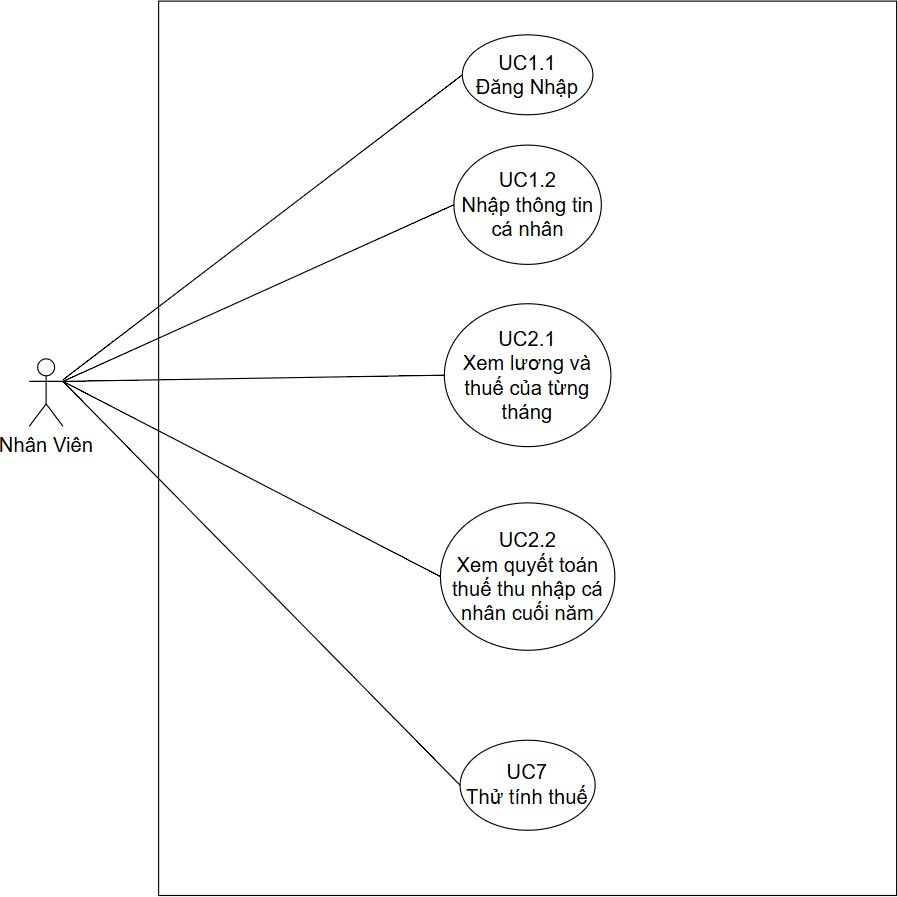 UC1.1
Đăng Nhập
UC1.2
Nhập thông tin
cá nhân
UC2.1
Xem lương và
thuế của từng
tháng
Nhân Viên
UC2.2
Xem quyết toán
thuế thu nhập cá
nhân cuối năm
UC7
Thử tính thuế